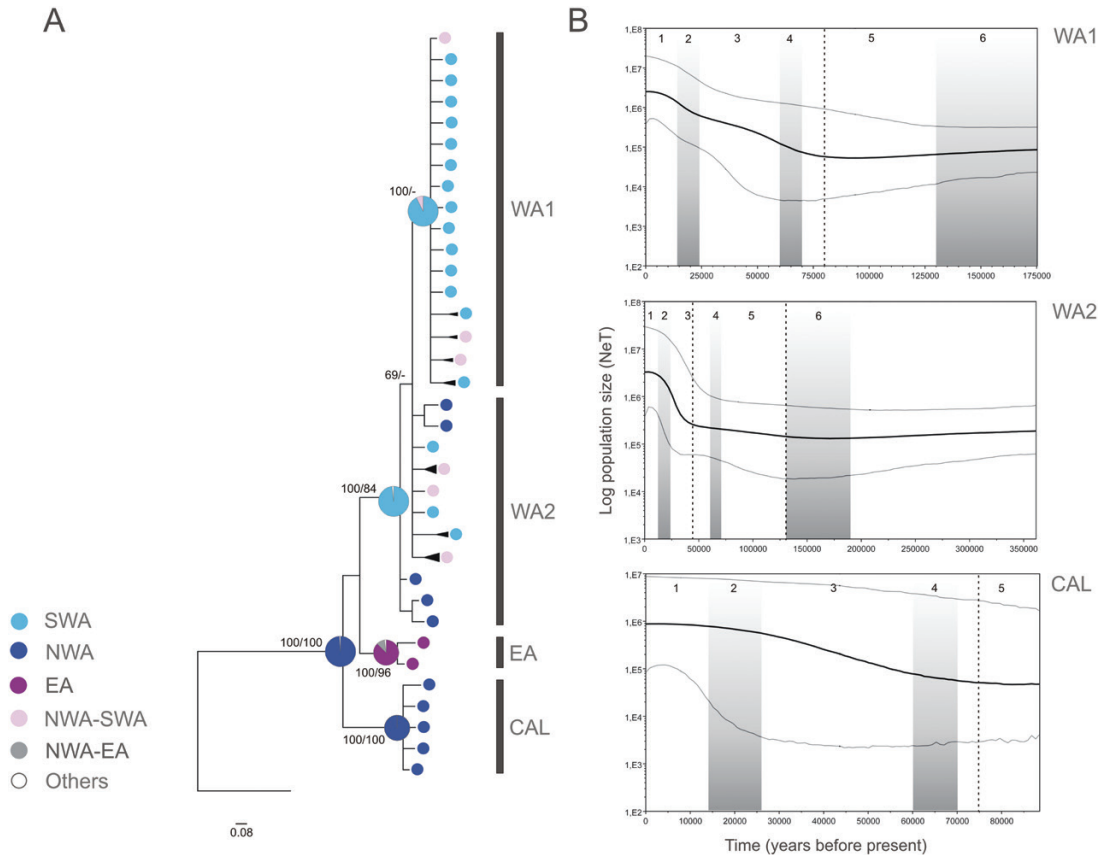 A
WA1
100/-
69/-
WA2
100/84
100/100
EA
100/96
CAL
100/100
SWA
NWA
EA
NWA-SWA
NWA-EA
Others
0.08
B
WA1
1 2 3 4 5 6
1,E8
1,E7
1,E6
1,E5
1,E4
1,E3
1,E2
0 25000 50000 75000 100000 125000 150000 175000
WA2
1 2 3 4 5 6
1,E8
1,E7
1,E6
1,E5
1,E4
1,E3
0 50000 100000 150000 200000 250000 300000 350000
Log population size (NeT)
CAL
1 2 3 4 5
1,E7
1,E6
1,E5
1,E4
1,E3
1,E2
0 10000 20000 30000 40000 50000 60000 70000 80000
Time (years before present)